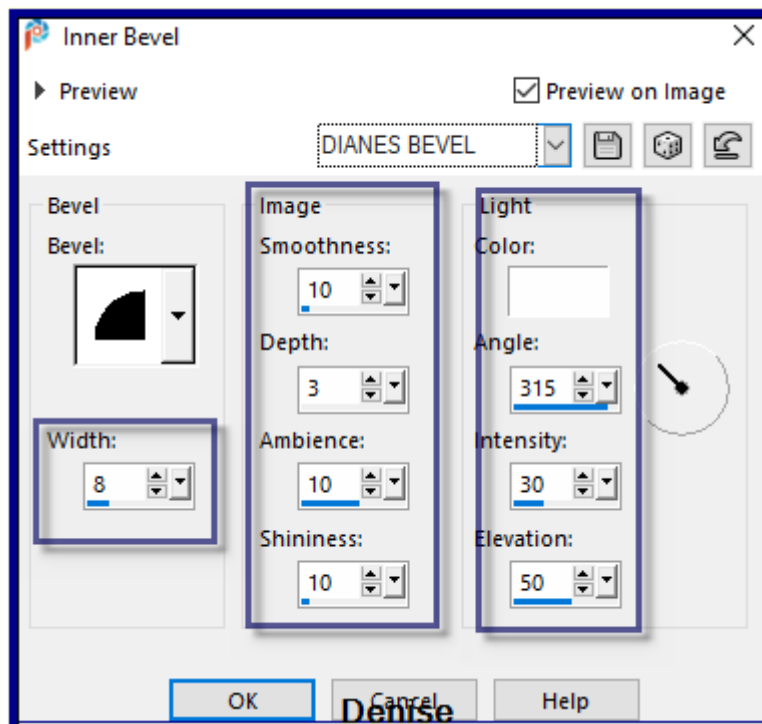 Inner Bevel
Preview
Preview on Image
Settings
DIANES BEVEL
Bevel
Bevel:
Width:
8
Image
Smoothness:
10
Depth:
3
Ambience:
10
Shininess:
10
Light
Color:
Angle:
315
Intensity:
30
Elevation:
50
OK
Cancel
Help
Denise